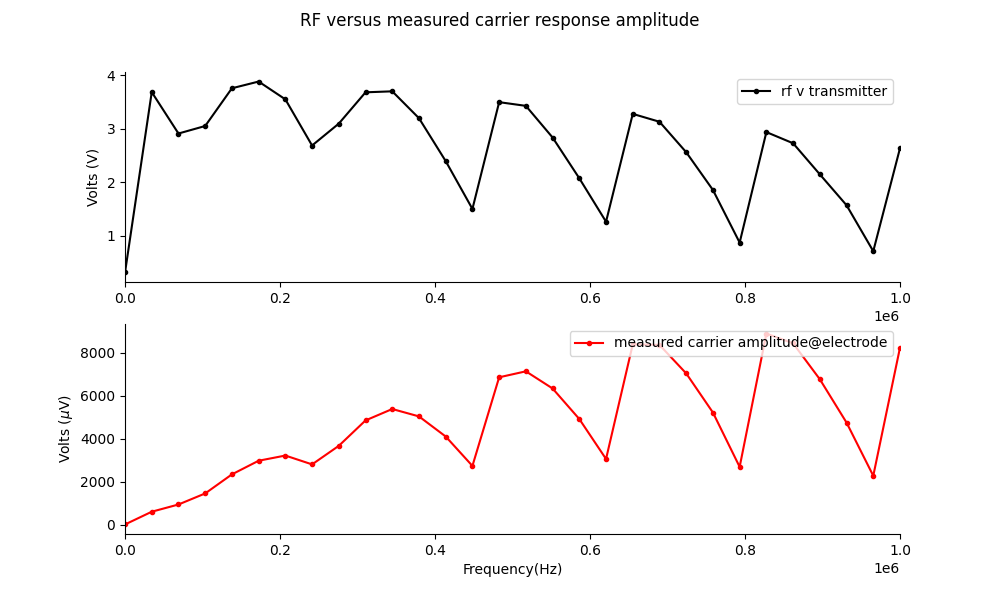 RF versus measured carrier response amplitude
4
3
2
1
Volts (V)
rf v transmitter
0.0 0.2 0.4 0.6 0.8 1.0
1e6
8000
6000
4000
2000
0
Volts (μV)
measured carrier amplitude@electrode
0.0 0.2 0.4 0.6 0.8 1.0
Frequency(Hz) 1e6